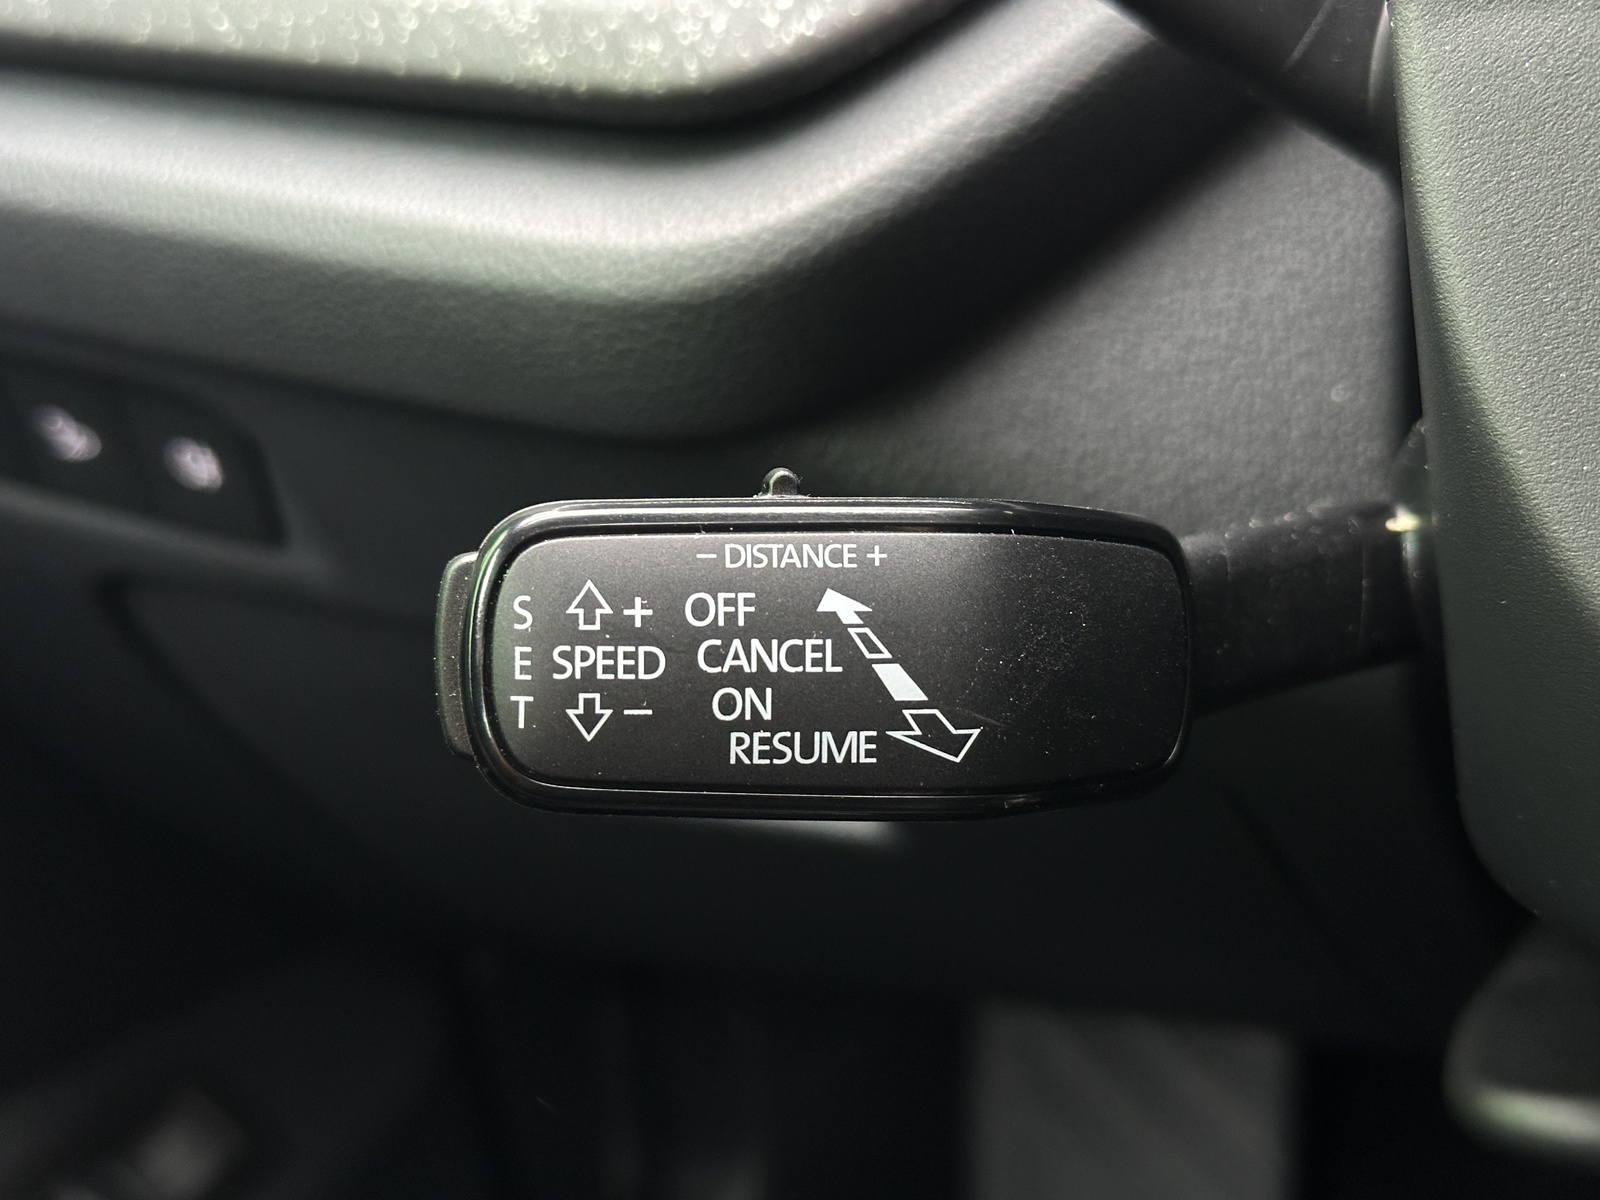 – DISTANCE +
S ⇧ + OFF
E SPEED CANCEL
T ⇩ – ON
RESUME